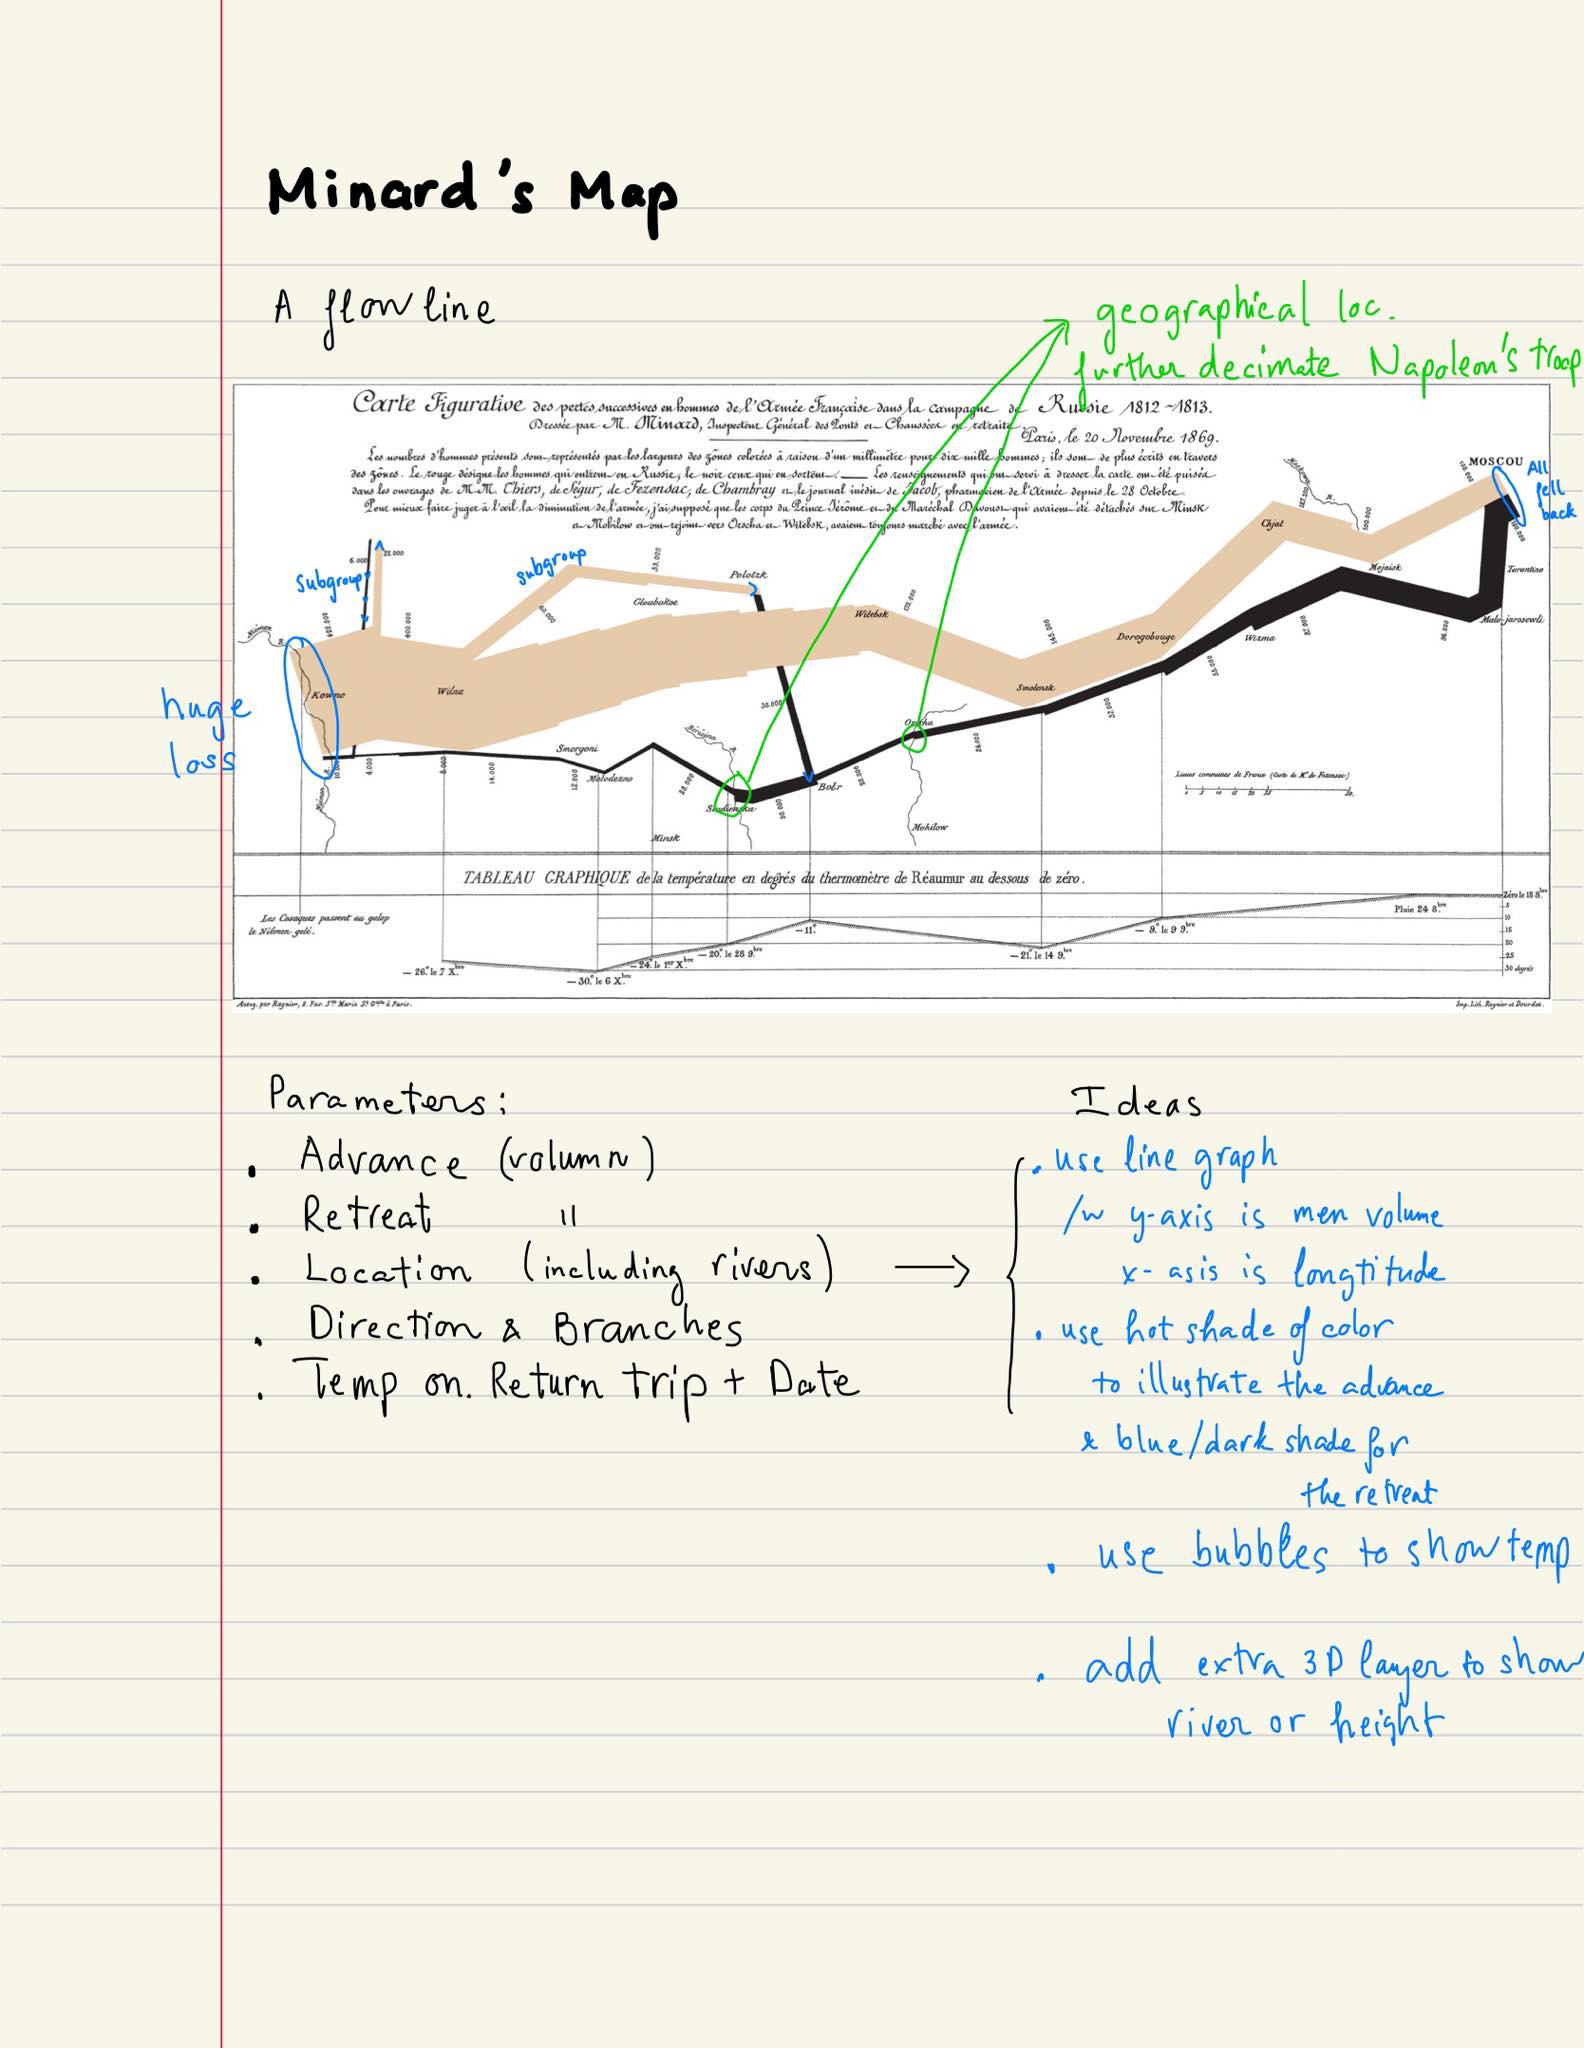 Minard's Map
A flow line
geographical loc.
further decimate Napoleon's troop
Carte Figurative des pertes successives en hommes de l'Armée Française dans la campagne de Russie 1812-1813.
Dressée par M. Minard, Inspecteur Général des Ponts et Chaussées en retraite.
Paris, le 20 Novembre 1869.
Les nombres d'hommes présents sont représentés par les largeurs des zônes colorées à raison d'un millimètre pour dix mille hommes; ils sont de plus écrits en travers
des zônes. Le rouge désigne les hommes qui entrent en Russie, le noir ceux qui en sortent. Les renseignements qui ont servi à dresser la carte ont été puisés
dans les ouvrages de M.M. Thiers, de Ségur, de Fezensac, de Chambray et le journal inédit de Jacob, pharmacien de l'Armée depuis le 28 Octobre.
Pour mieux faire juger à l'œil la diminution de l'armée, j'ai supposé que les corps du Prince Jérôme et du Maréchal Davoust qui avaient été détachés sur Minsk
et Mohilow et ont rejoint vers Orscha et Witebsk, avaient toujours marché avec l'armée.
MOSCOU
All
fell
back
100.000
100.000
Moskowa R.
127.100
100.000
Chjat
Mojaisk
Tarantino
Malo-jarosewli
subgroup
6.000
22.000
Subgroup
33.000
Polotzk
Gloubokoe
60.000
175.000
Witebsk
Niémen R.
422.000
400.000
145.000
Dorogobouge
Wizma
87.000
96.000
55.000
37.000
huge
loss
Kowno
Wilna
Smolensk
30.000
Bérésina R.
Orscha
24.000
Smorgoni
Molodezno
10.000
4.000
8.000
14.000
12.000
28.000
Studienska
50.000
Botr
20.000
Niémen R.
Minsk
Mohilow
Lieues communes de France (Carte de M. de Fezensac)
1 5 10 15 20 25 50.
TABLEAU GRAPHIQUE de la température en degrés du thermomètre de Réaumur au dessous de zéro.
Les Cosaques passent au galop
le Niémen gelé.
Zéro le 18 8.bre
5
Pluie 24 8.bre
10
15
20
25
30 degrés
— 9.° le 9 9.bre
— 11.°
— 21.° le 14 9.bre
— 20.° le 28 9.bre
— 24.° le 1.er X.bre
— 26.° le 7 X.bre
— 30.° le 6 X.bre
Autog. par Regnier, 8. Pas. S.te Marie S.t G.ain à Paris.
Imp. Lith. Regnier et Dourdet.
Parameters:
. Advance (volumn)
. Retreat "
. Location (including rivers)
. Direction & Branches
. Temp on. Return trip + Date
Ideas
. use line graph
/w y-axis is men volume
x-asis is longtitude
. use hot shade of color
to illustrate the advance
& blue/dark shade for
the retreat
. use bubbles to show temp
. add extra 3D layer to show
river or height